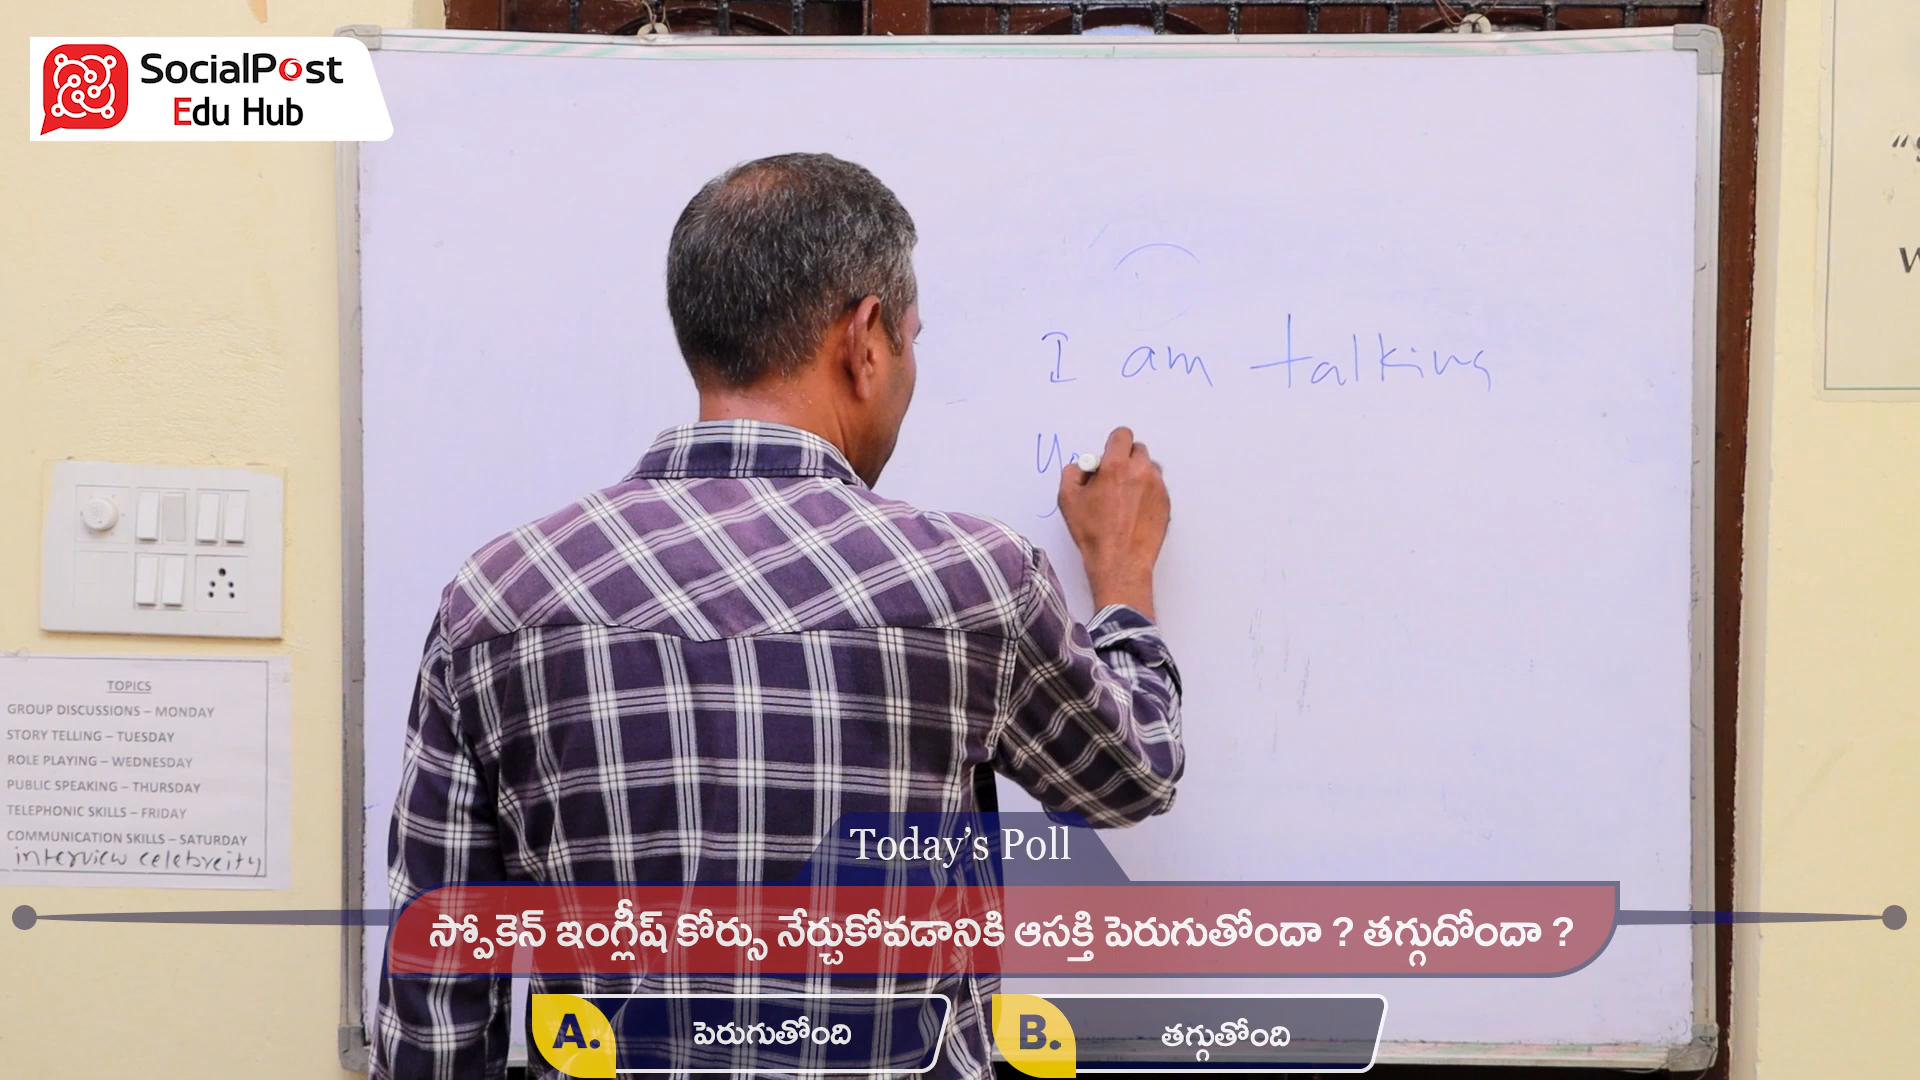 SocialPost
Edu Hub
I am talking
TOPICS
GROUP DISCUSSIONS – MONDAY
STORY TELLING – TUESDAY
ROLE PLAYING – WEDNESDAY
PUBLIC SPEAKING – THURSDAY
TELEPHONIC SKILLS – FRIDAY
COMMUNICATION SKILLS – SATURDAY
interview celebreity
Today's Poll
స్పోకెన్ ఇంగ్లీష్ కోర్సు నేర్చుకోవడానికి ఆసక్తి పెరుగుతోందా ? తగ్గుదోందా ?
A. పెరుగుతోంది
B. తగ్గుతోంది